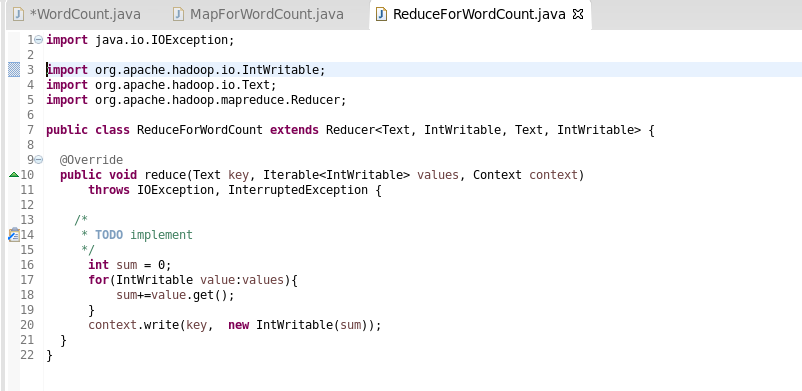 *WordCount.java MapForWordCount.java ReduceForWordCount.java
1 import java.io.IOException;
2
3 import org.apache.hadoop.io.IntWritable;
4 import org.apache.hadoop.io.Text;
5 import org.apache.hadoop.mapreduce.Reducer;
6
7 public class ReduceForWordCount extends Reducer<Text, IntWritable, Text, IntWritable> {
8
9   @Override
10   public void reduce(Text key, Iterable<IntWritable> values, Context context)
11       throws IOException, InterruptedException {
12
13     /*
14      * TODO implement
15      */
16       int sum = 0;
17       for(IntWritable value:values){
18           sum+=value.get();
19       }
20       context.write(key,  new IntWritable(sum));
21   }
22 }